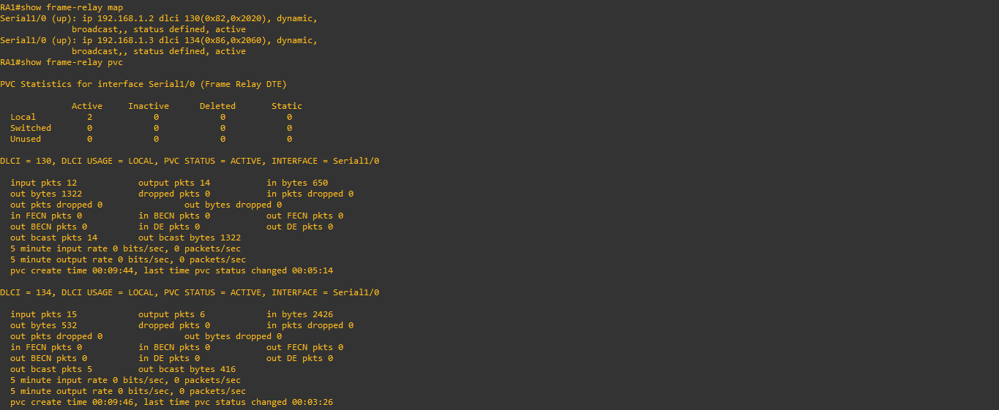 RA1#show frame-relay map
Serial1/0 (up): ip 192.168.1.2 dlci 130(0x82,0x2020), dynamic,
              broadcast,, status defined, active
Serial1/0 (up): ip 192.168.1.3 dlci 134(0x86,0x2060), dynamic,
              broadcast,, status defined, active
RA1#show frame-relay pvc

PVC Statistics for interface Serial1/0 (Frame Relay DTE)

              Active     Inactive      Deleted       Static
  Local          2            0            0            0
  Switched       0            0            0            0
  Unused         0            0            0            0

DLCI = 130, DLCI USAGE = LOCAL, PVC STATUS = ACTIVE, INTERFACE = Serial1/0

  input pkts 12            output pkts 14           in bytes 650
  out bytes 1322           dropped pkts 0           in pkts dropped 0
  out pkts dropped 0                out bytes dropped 0
  in FECN pkts 0           in BECN pkts 0           out FECN pkts 0
  out BECN pkts 0          in DE pkts 0             out DE pkts 0
  out bcast pkts 14        out bcast bytes 1322
  5 minute input rate 0 bits/sec, 0 packets/sec
  5 minute output rate 0 bits/sec, 0 packets/sec
  pvc create time 00:09:44, last time pvc status changed 00:05:14

DLCI = 134, DLCI USAGE = LOCAL, PVC STATUS = ACTIVE, INTERFACE = Serial1/0

  input pkts 15            output pkts 6            in bytes 2426
  out bytes 532            dropped pkts 0           in pkts dropped 0
  out pkts dropped 0                out bytes dropped 0
  in FECN pkts 0           in BECN pkts 0           out FECN pkts 0
  out BECN pkts 0          in DE pkts 0             out DE pkts 0
  out bcast pkts 5         out bcast bytes 416
  5 minute input rate 0 bits/sec, 0 packets/sec
  5 minute output rate 0 bits/sec, 0 packets/sec
  pvc create time 00:09:46, last time pvc status changed 00:03:26